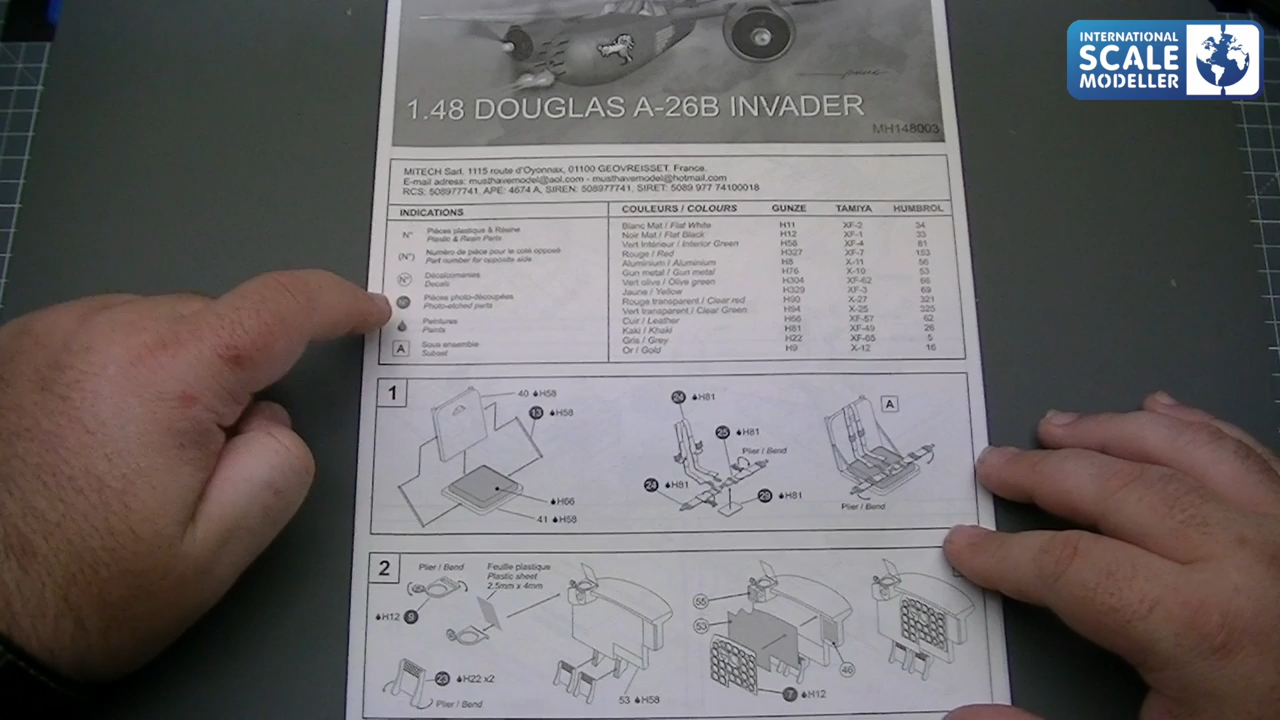 INTERNATIONAL
SCALE
MODELLER
1.48 DOUGLAS A-26B INVADER
MH148003
MITECH Sarl. 1115 route d'Oyonnax, 01100 GEOVREISSET. France.
E-mail adress: musthavemodel@aol.com - musthavemodel@hotmail.com
RCS: 508977741, APE: 4674 A, SIREN: 508977741, SIRET: 5089 977 74100018
INDICATIONS
N° Pièces plastique & Résine
Plastic & Resin Parts
(N°) Numéro de pièce pour le coté opposé
Part number for opposite side
N° Décalcomanies
Decals
Pièces photo-découpées
Photo-etched parts
Peintures
Paints
A Sous ensemble
Subset
COULEURS / COLOURS GUNZE TAMIYA HUMBROL
Blanc Mat / Flat White H11 XF-2 34
Noir Mat / Flat Black H12 XF-1 33
Vert Intérieur / Interior Green H58 XF-4 81
Rouge / Red H327 XF-7 153
Aluminium / Aluminium H8 X-11 56
Gun metal / Gun metal H76 X-10 53
Vert olive / Olive green H304 XF-62 66
Jaune / Yellow H329 XF-3 69
Rouge transparent / Clear red H90 X-27 321
Vert transparent / Clear Green H94 X-25 325
Cuir / Leather H66 XF-57 62
Kaki / Khaki H81 XF-49 26
Gris / Grey H22 XF-65 5
Or / Gold H9 X-12 16
1
40 H58
13 H58
H66
41 H58
24 H81
25 H81
Plier / Bend
24 H81
29 H81
A
Plier / Bend
2
Plier / Bend
Feuille plastique
Plastic sheet
2.5mm x 4mm
H12 9
23 H22 x2
Plier / Bend
53 H58
55
53
46
7 H12